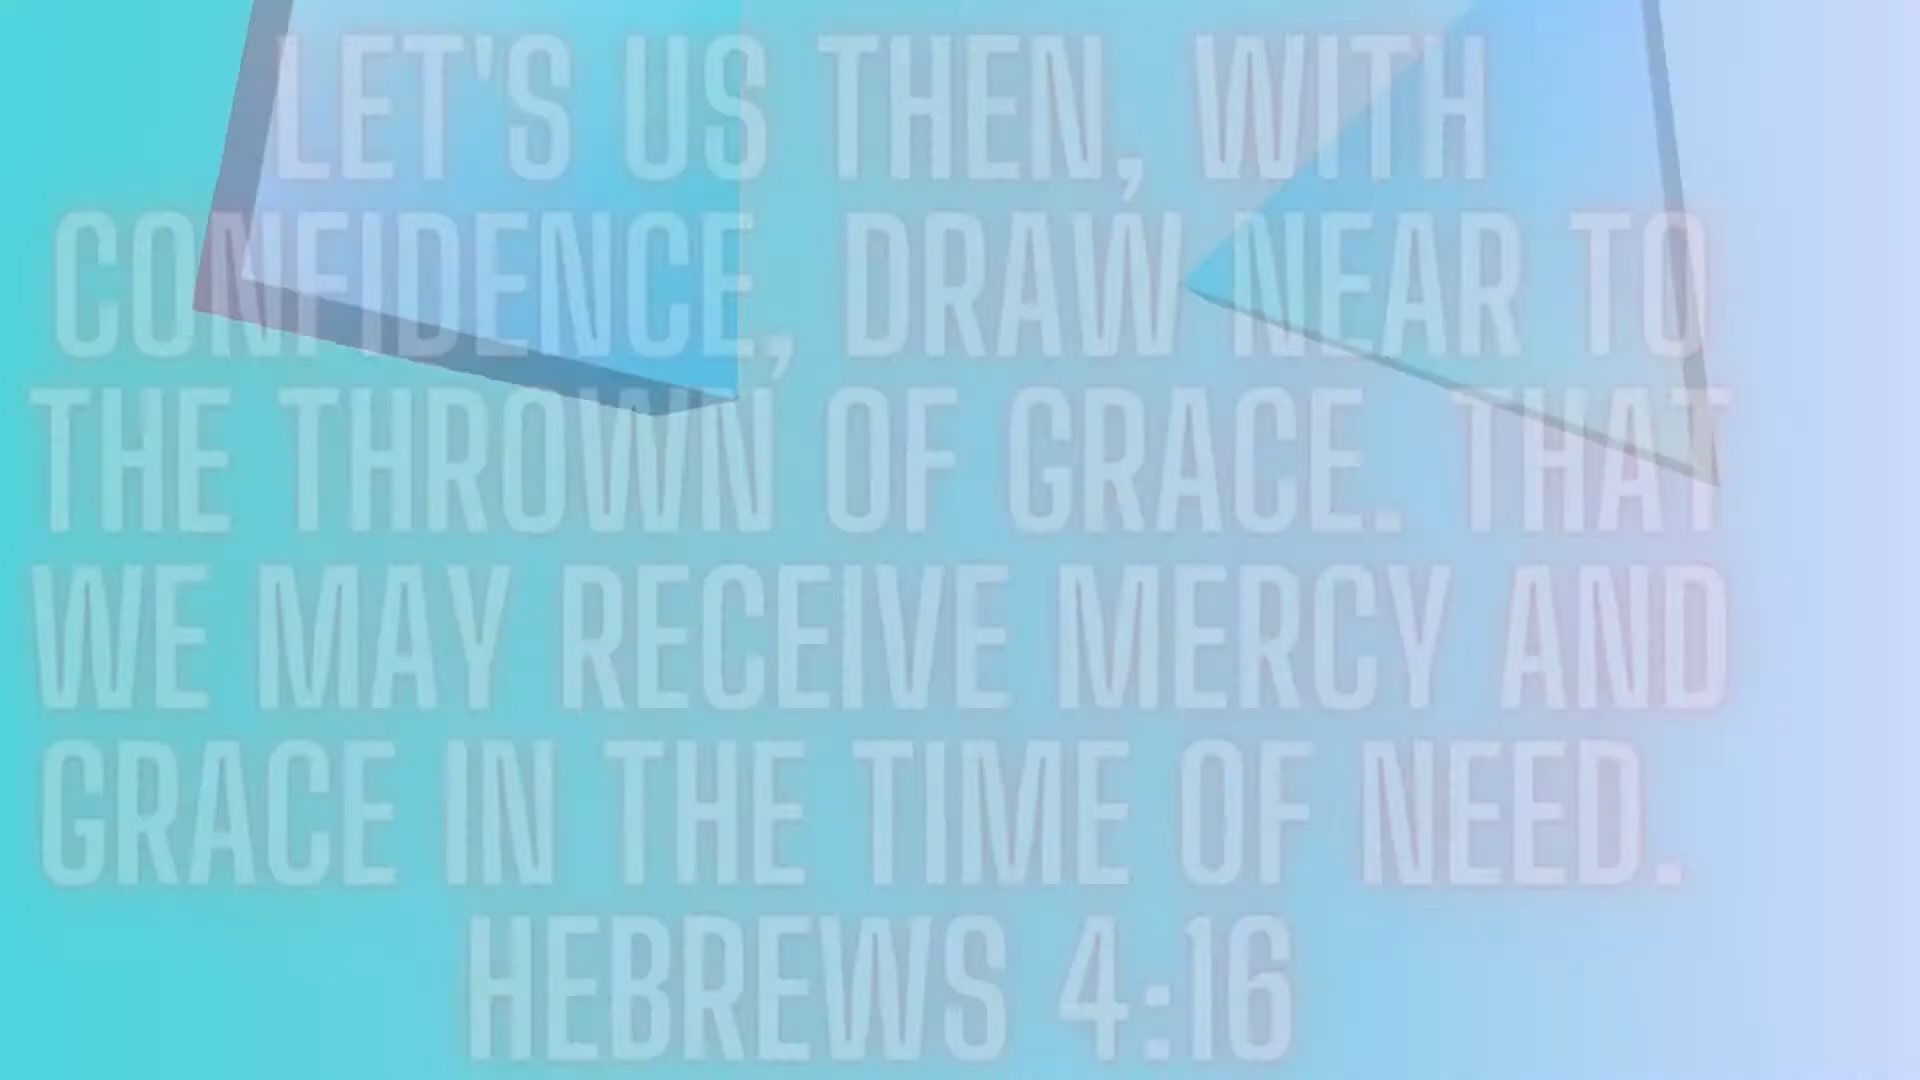 LET'S US THEN, WITH
CONFIDENCE, DRAW NEAR TO
THE THROWN OF GRACE. THAT
WE MAY RECEIVE MERCY AND
GRACE IN THE TIME OF NEED.
HEBREWS 4:16